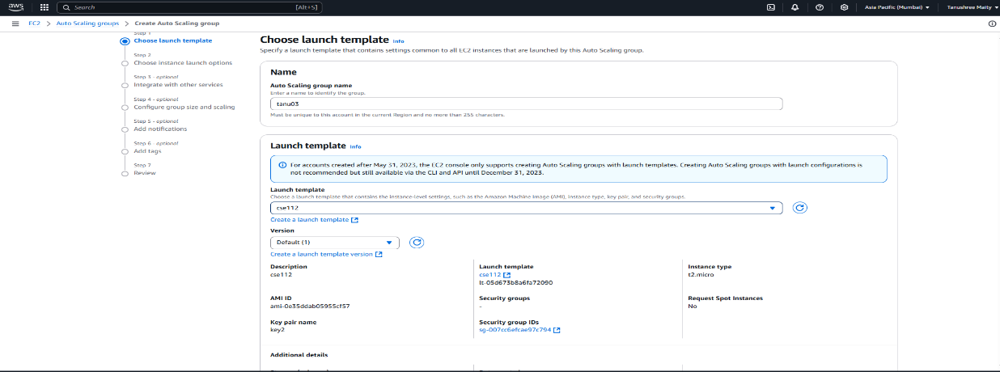 aws
Search [Alt+S] Asia Pacific (Mumbai) Tanushree Maity
EC2 > Auto Scaling groups > Create Auto Scaling group
Step 1
Choose launch template
Step 2
Choose instance launch options
Step 3 - optional
Integrate with other services
Step 4 - optional
Configure group size and scaling
Step 5 - optional
Add notifications
Step 6 - optional
Add tags
Step 7
Review
Choose launch template Info
Specify a launch template that contains settings common to all EC2 instances that are launched by this Auto Scaling group.
Name
Auto Scaling group name
Enter a name to identify the group.
tanu03
Must be unique to this account in the current Region and no more than 255 characters.
Launch template Info
For accounts created after May 31, 2023, the EC2 console only supports creating Auto Scaling groups with launch templates. Creating Auto Scaling groups with launch configurations is
not recommended but still available via the CLI and API until December 31, 2023.
Launch template
Choose a launch template that contains the instance-level settings, such as the Amazon Machine Image (AMI), instance type, key pair, and security groups.
cse112
Create a launch template
Version
Default (1)
Create a launch template version
Description Launch template Instance type
cse112 cse112 t2.micro
lt-05d673b8a6fa72090
AMI ID Security groups Request Spot Instances
ami-0e35ddab05955cf57 - No
Key pair name Security group IDs
key2 sg-007cc6efcae97c794
Additional details